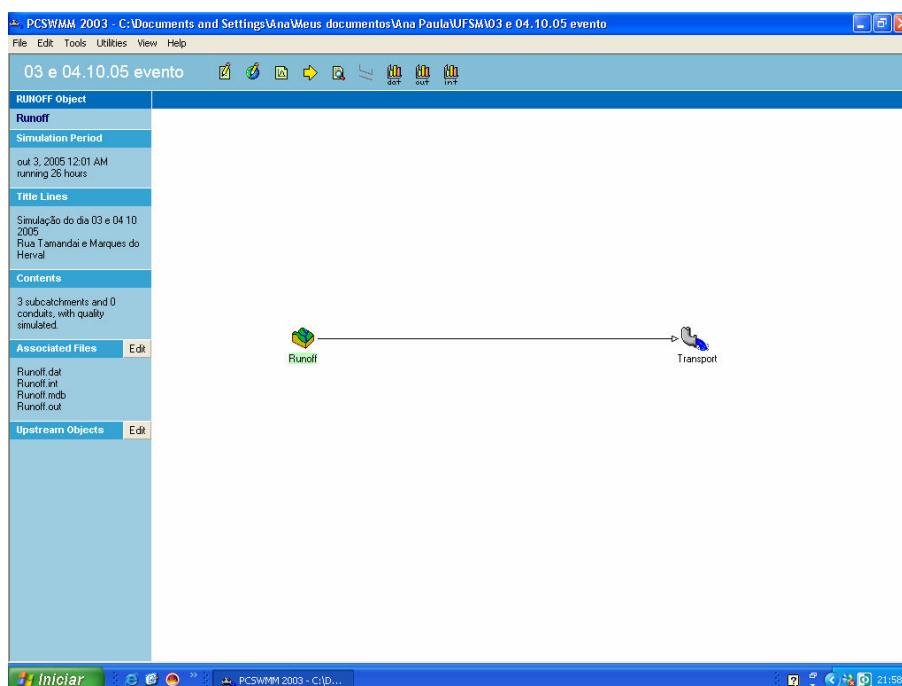 PCSWMM 2003 - C:\Documents and Settings\Ana\Meus documentos\Ana Paula\UFSM\03 e 04.10.05 evento
File Edit Tools Utilities View Help
03 e 04.10.05 evento
dat out int
RUNOFF Object
Runoff
Simulation Period
out 3, 2005 12:01 AM
running 26 hours
Title Lines
Simulação do dia 03 e 04 10
2005
Rua Tamandai e Marques do
Herval
Contents
3 subcatchments and 0
conduits, with quality
simulated.
Associated Files Edit
Runoff.dat
Runoff.int
Runoff.mdb
Runoff.out
Upstream Objects Edit
Runoff
Transport
Iniciar
PCSWMM 2003 - C:\D...
21:58